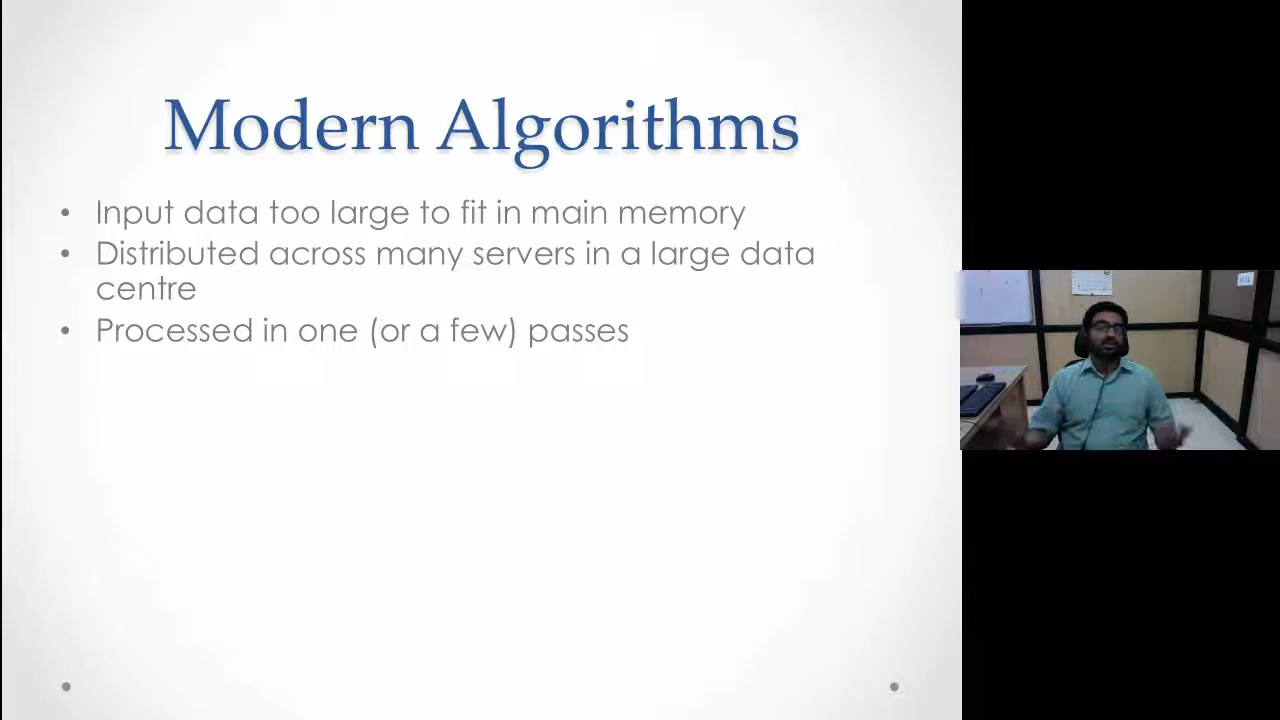 Modern Algorithms
• Input data too large to fit in main memory
• Distributed across many servers in a large data
centre
• Processed in one (or a few) passes